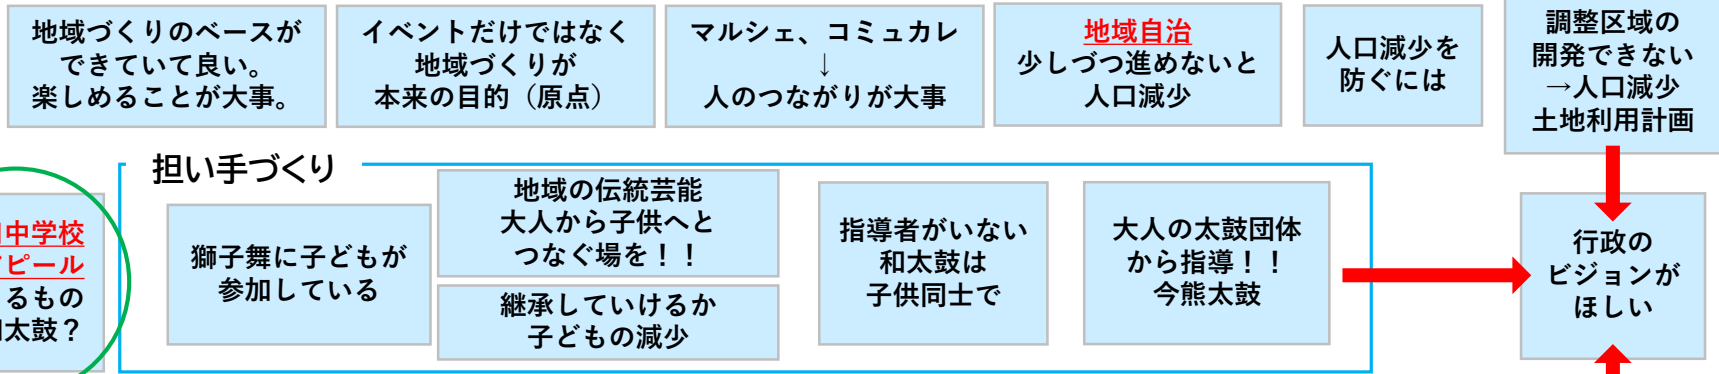 地域づくりのベースが
できていて良い。
楽しめることが大事。
イベントだけではなく
地域づくりが
本来の目的（原点）
マルシェ、コミュカレ
↓
人のつながりが大事
地域自治
少しづつ進めないと
人口減少
人口減少を
防ぐには
調整区域の
開発できない
→人口減少
土地利用計画
担い手づくり
中学校
ピール
るもの
太鼓？
獅子舞に子どもが
参加している
地域の伝統芸能
大人から子供へと
つなぐ場を！！
継承していけるか
子どもの減少
指導者がいない
和太鼓は
子供同士で
大人の太鼓団体
から指導！！
今熊太鼓
行政の
ビジョンが
ほしい